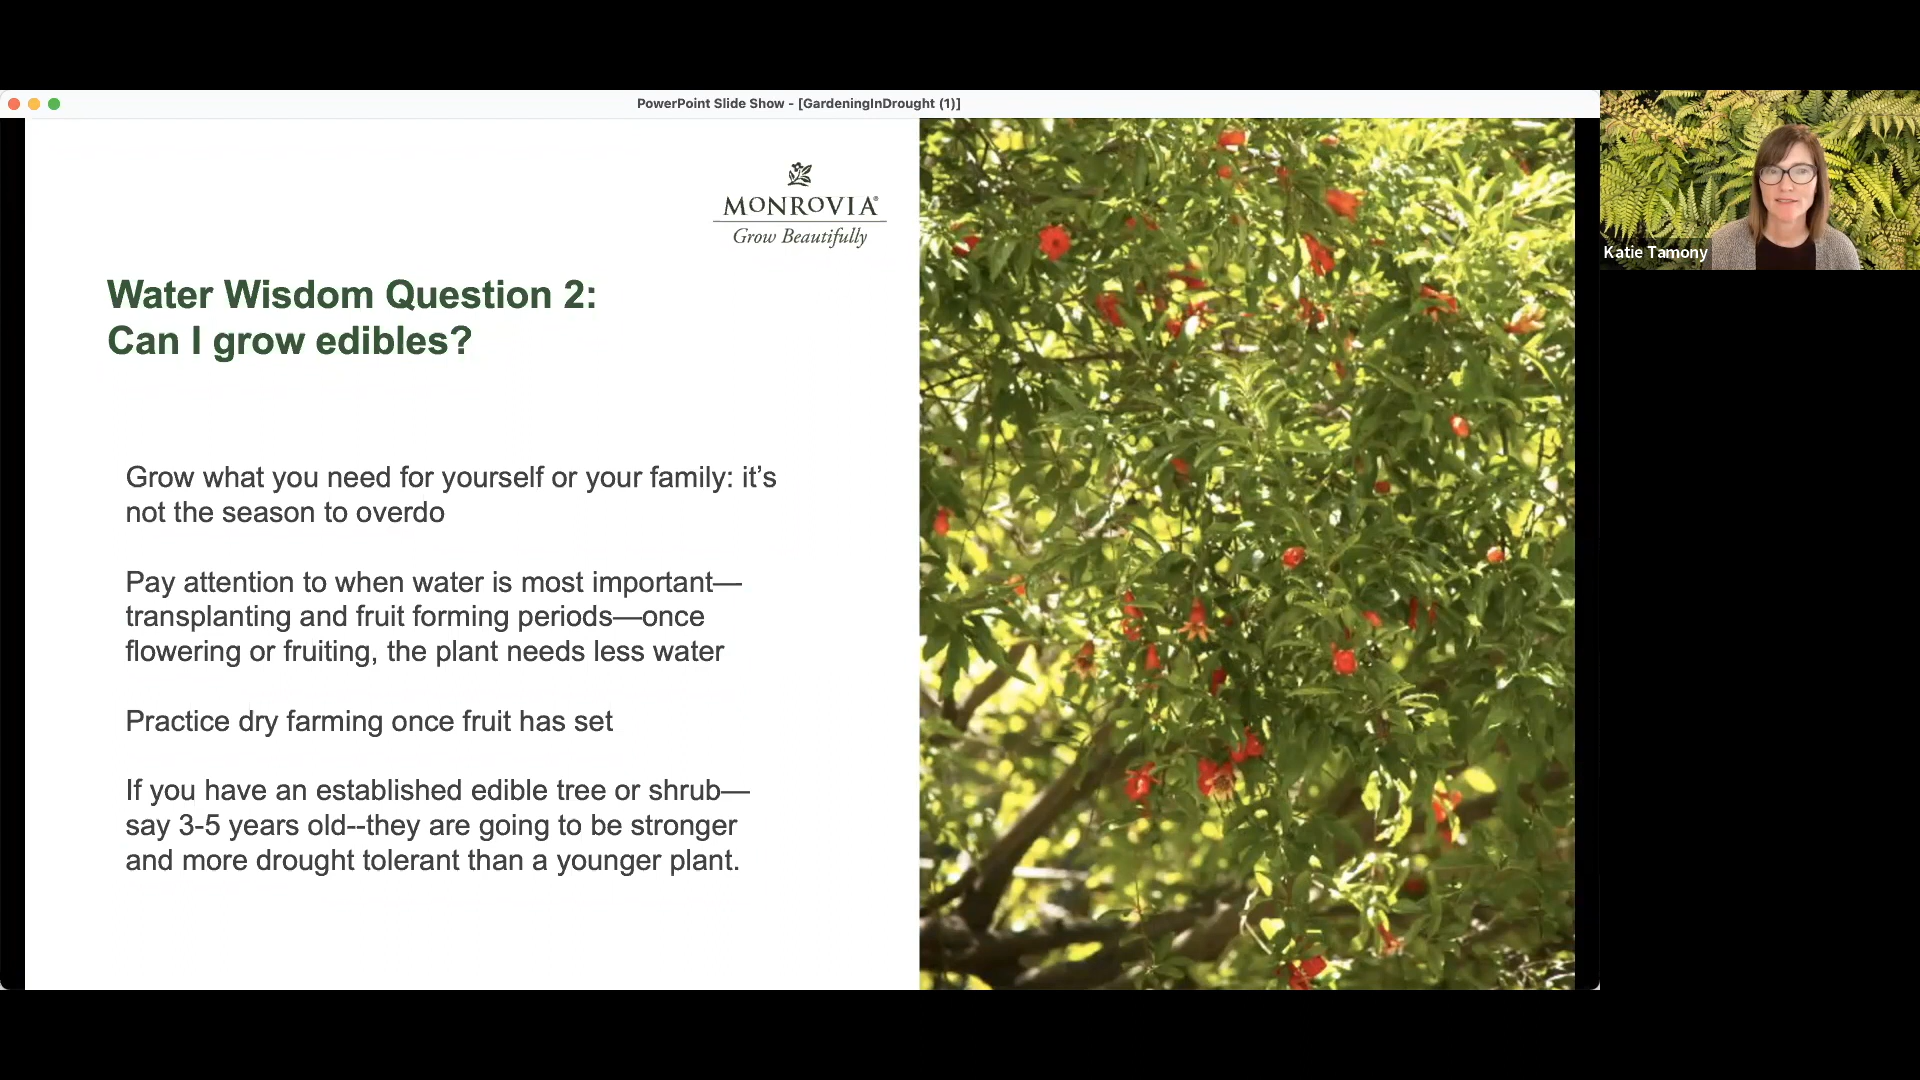 PowerPoint Slide Show - [GardeningInDrought (1)]
MONROVIA®
Grow Beautifully
Katie Tamony
Water Wisdom Question 2:
Can I grow edibles?
Grow what you need for yourself or your family: it’s
not the season to overdo
Pay attention to when water is most important—
transplanting and fruit forming periods—once
flowering or fruiting, the plant needs less water
Practice dry farming once fruit has set
If you have an established edible tree or shrub—
say 3-5 years old--they are going to be stronger
and more drought tolerant than a younger plant.